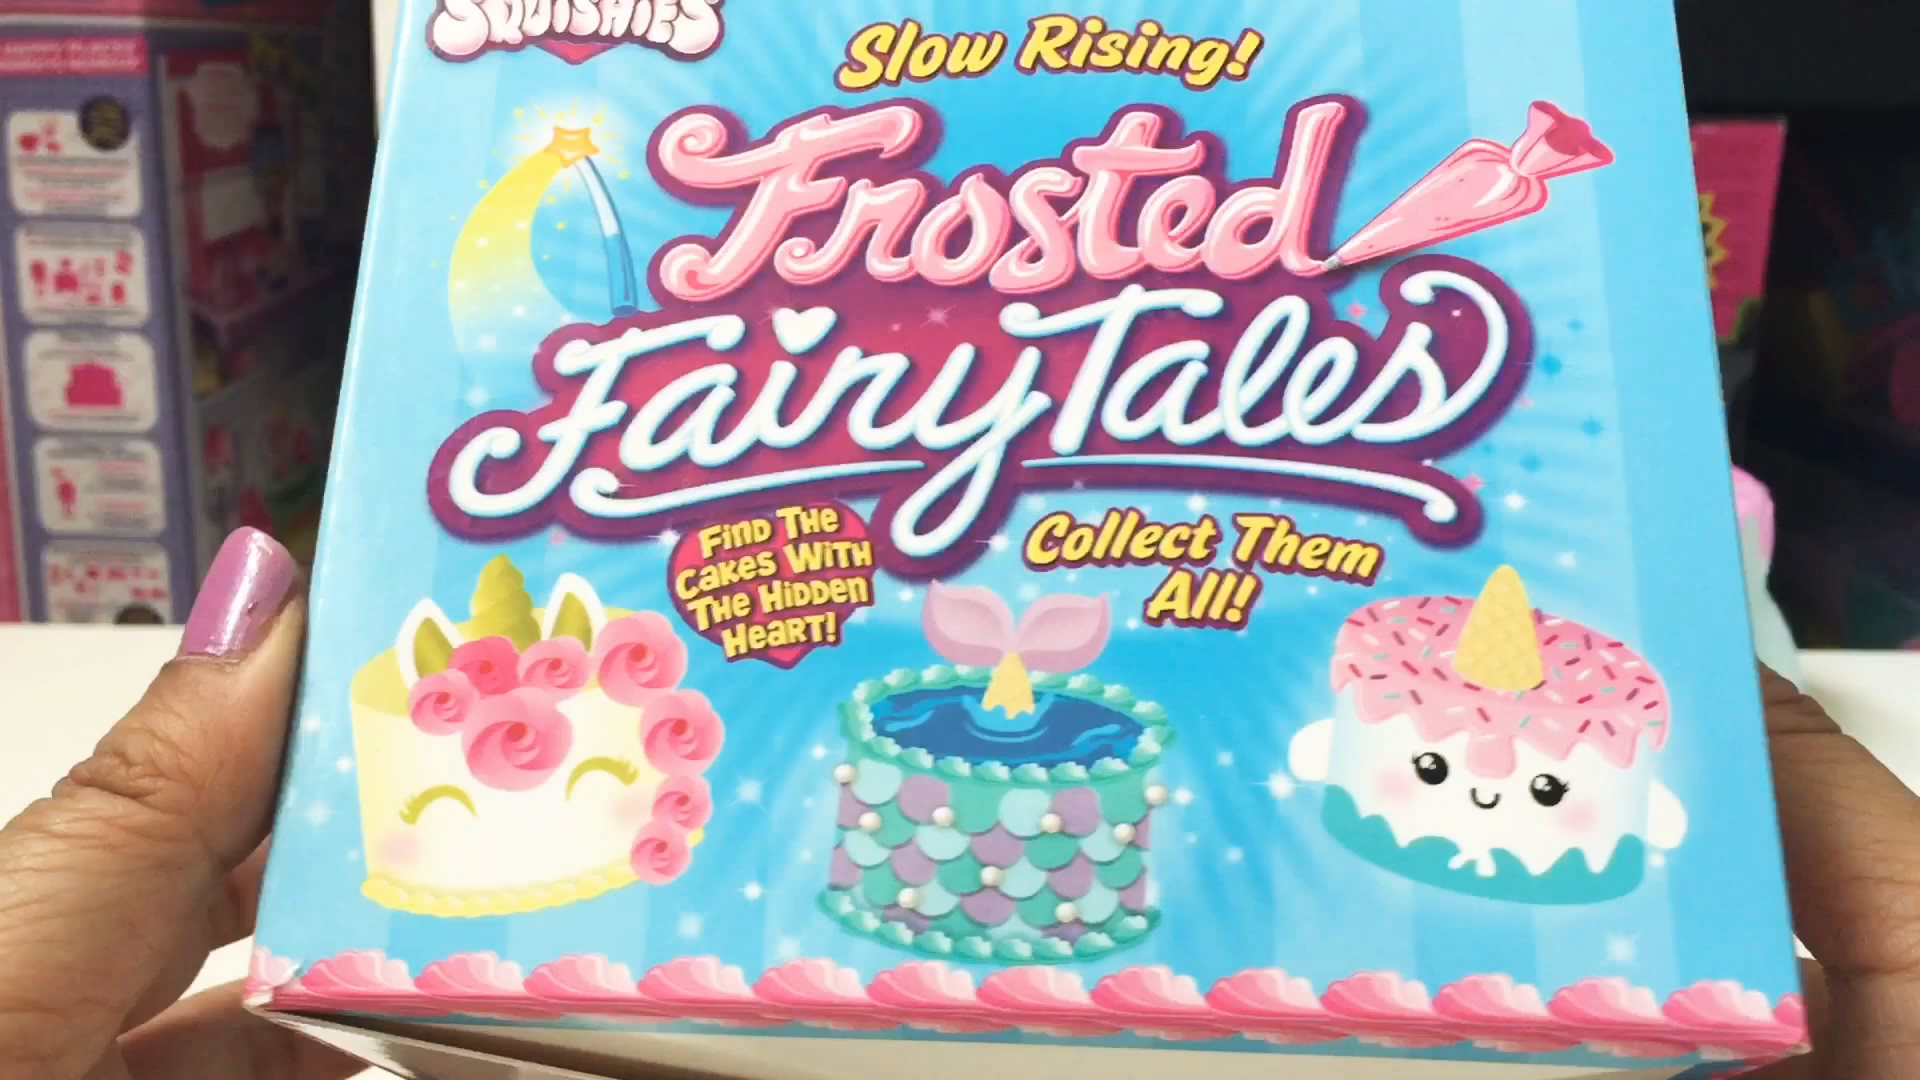 SQUISHIES
Slow Rising!
Frosted
FairyTales
Find The
Cakes With
The Hidden
Heart!
Collect Them
All!